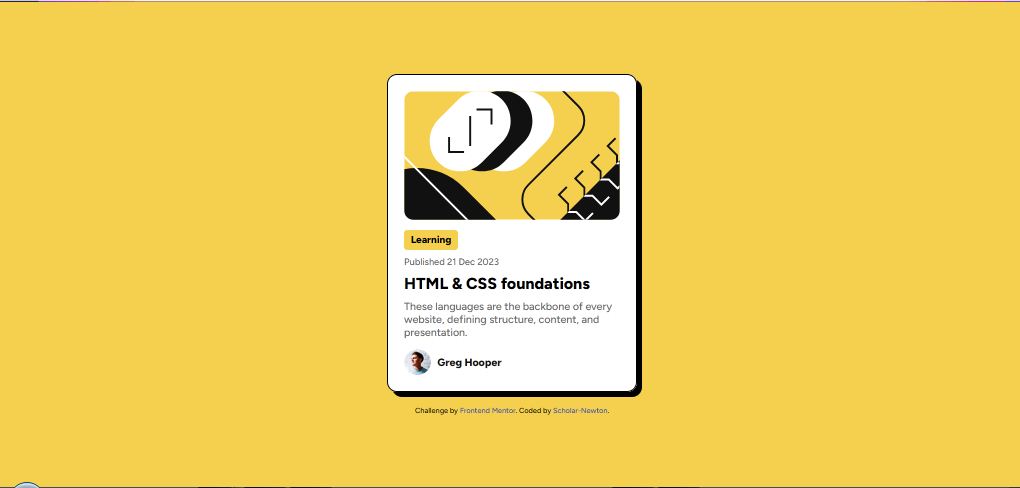 Learning
Published 21 Dec 2023
HTML & CSS foundations
These languages are the backbone of every
website, defining structure, content, and
presentation.
Greg Hooper
Challenge by Frontend Mentor. Coded by Scholar-Newton.